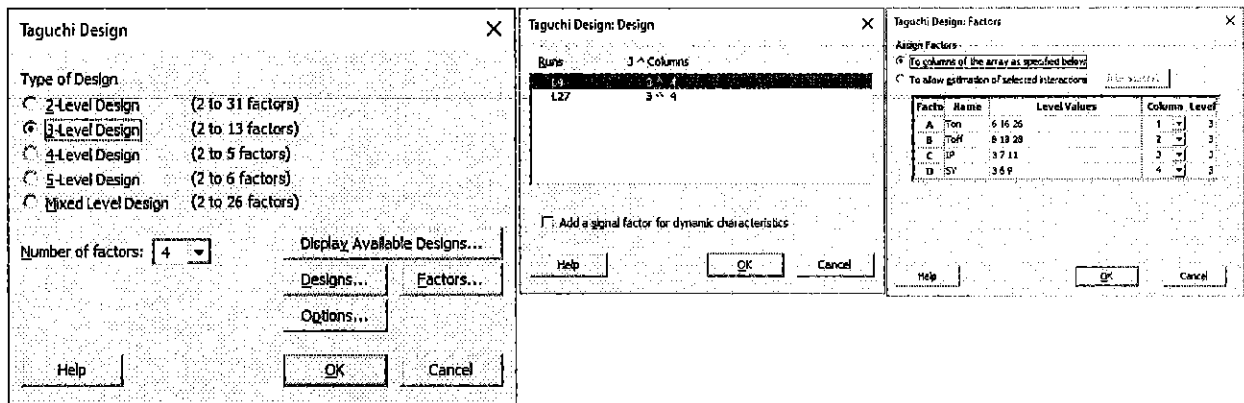 Taguchi Design
Type of Design
2-Level Design (2 to 31 factors)
3-Level Design (2 to 13 factors)
4-Level Design (2 to 5 factors)
5-Level Design (2 to 6 factors)
Mixed Level Design (2 to 26 factors)
Number of factors: 4
Display Available Designs...
Designs... Factors...
Options...
Help OK Cancel
Taguchi Design: Design
Runs 3 ^ Columns
L27 3 ^ 4
Add a signal factor for dynamic characteristics
Help OK Cancel
Taguchi Design: Factors
Assign Factors
To columns of the array as specified below
To allow estimation of selected interactions
Facto Name Level Values Column Level
A Ton 6 16 26 1 3
B Toff 8 18 28 2 3
C IP 3 7 11 3 3
D SV 3 6 9 4 3
Help OK Cancel